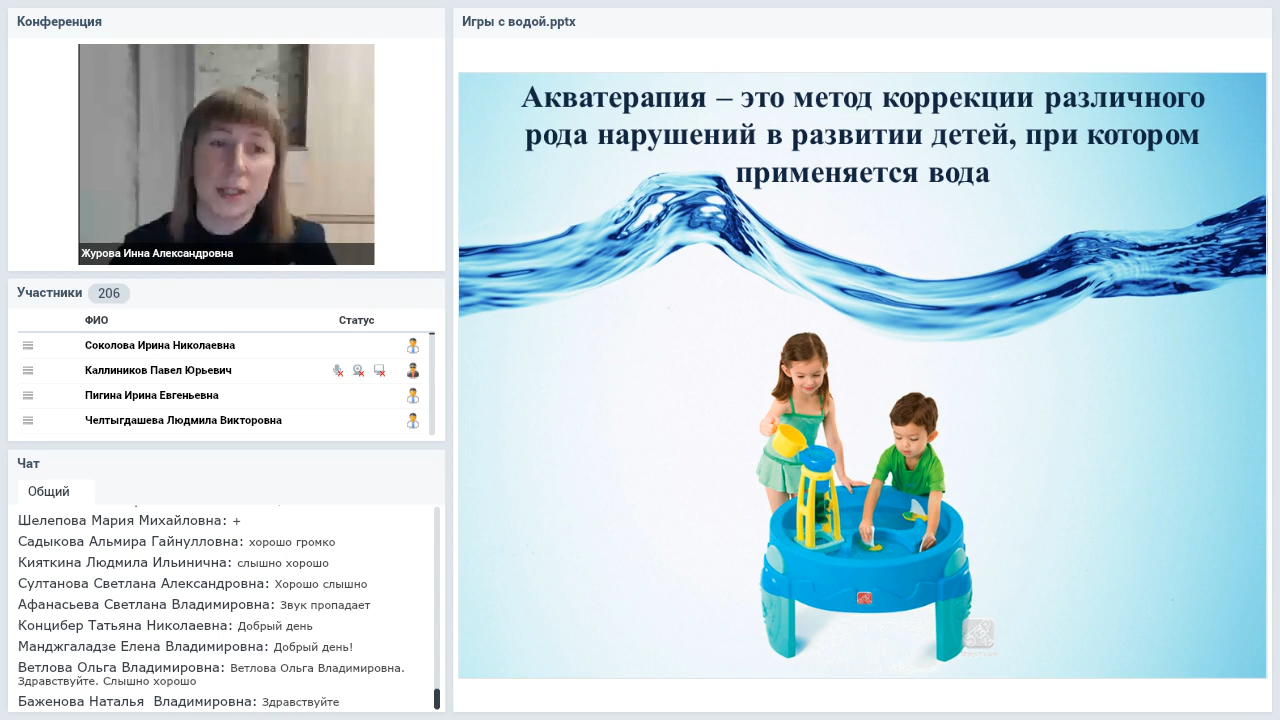 Конференция
Журова Инна Александровна
Участники 206
ФИО Статус
Соколова Ирина Николаевна
Каллиников Павел Юрьевич
Пигина Ирина Евгеньевна
Челтыгдашева Людмила Викторовна
Чат
Общий
Шелепова Мария Михайловна: +
Садыкова Альмира Гайнулловна: хорошо громко
Кияткина Людмила Ильинична: слышно хорошо
Султанова Светлана Александровна: Хорошо слышно
Афанасьева Светлана Владимировна: Звук пропадает
Концибер Татьяна Николаевна: Добрый день
Манджгаладзе Елена Владимировна: Добрый день!
Ветлова Ольга Владимировна: Ветлова Ольга Владимировна.
Здравствуйте. Слышно хорошо
Баженова Наталья  Владимировна: Здравствуйте
Игры с водой.pptx
Акватерапия – это метод коррекции различного
рода нарушений в развитии детей, при котором
применяется вода